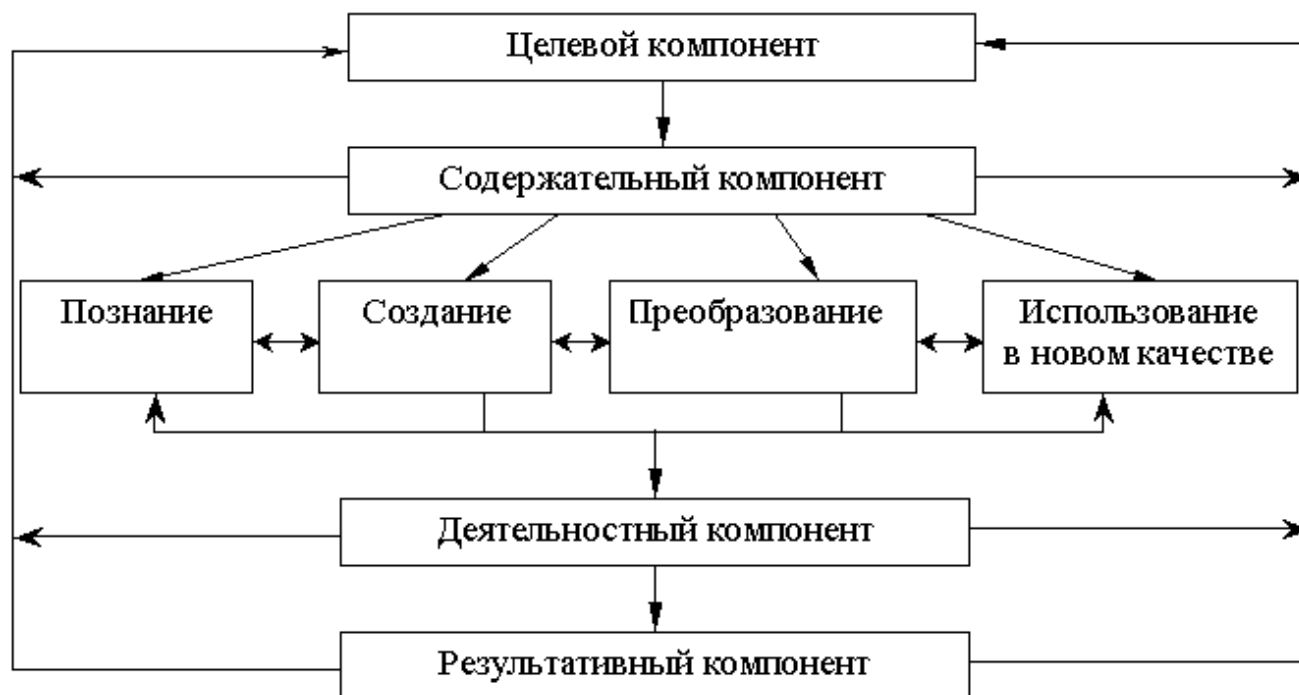 Целевой компонент
Содержательный компонент
Познание
Создание
Преобразование
Использование
в новом качестве
Деятельностный компонент
Результативный компонент